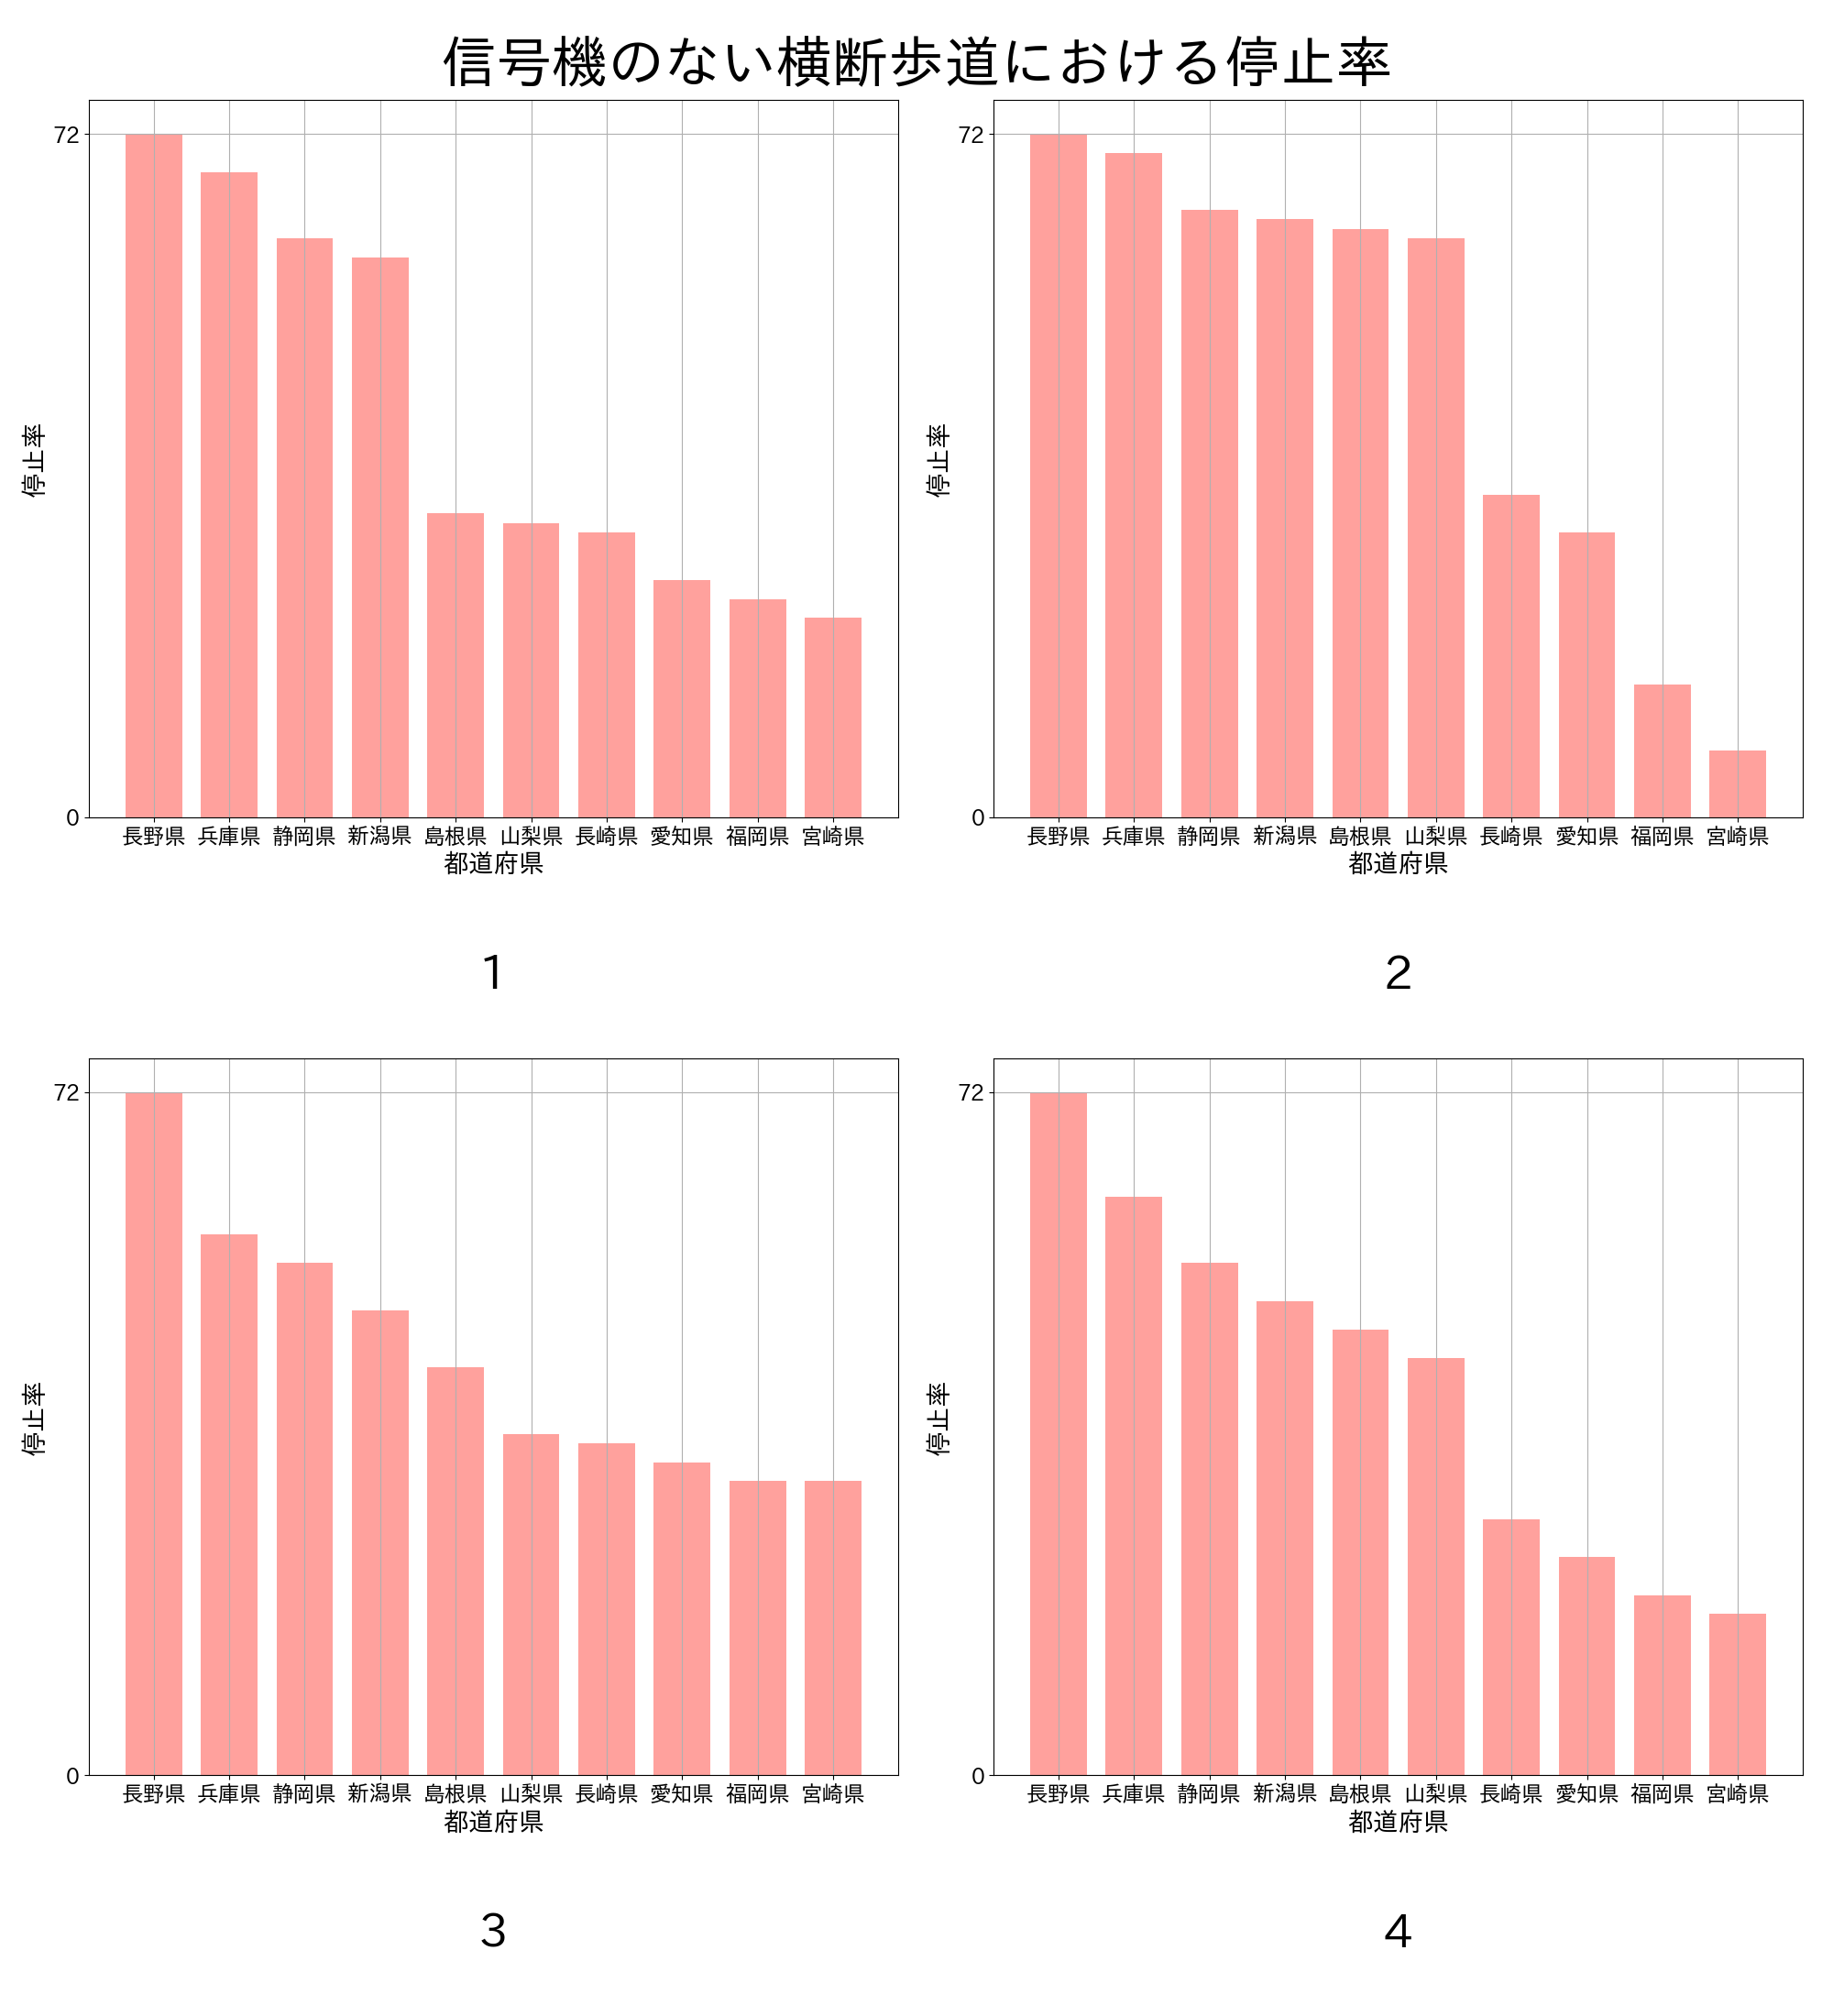 信号機のない横断歩道における停止率
72
停止率
0
長野県 兵庫県 静岡県 新潟県 島根県 山梨県 長崎県 愛知県 福岡県 宮崎県
都道府県
1
72
停止率
0
長野県 兵庫県 静岡県 新潟県 島根県 山梨県 長崎県 愛知県 福岡県 宮崎県
都道府県
2
72
停止率
0
長野県 兵庫県 静岡県 新潟県 島根県 山梨県 長崎県 愛知県 福岡県 宮崎県
都道府県
3
72
停止率
0
長野県 兵庫県 静岡県 新潟県 島根県 山梨県 長崎県 愛知県 福岡県 宮崎県
都道府県
4